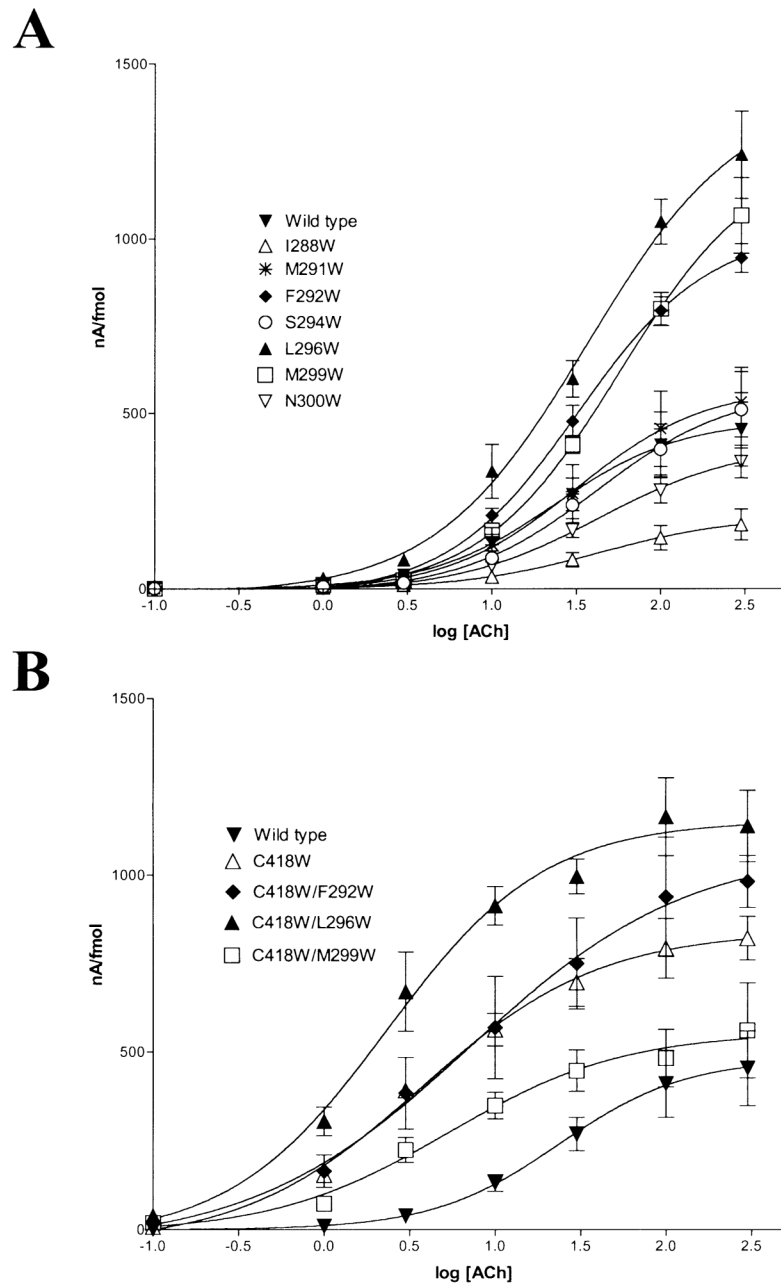 A
1500
1000
500
0
nA/fmol
Wild type
I288W
M291W
F292W
S294W
L296W
M299W
N300W
-1.0 -0.5 0.0 0.5 1.0 1.5 2.0 2.5
log [ACh]
B
1500
1000
500
0
nA/fmol
Wild type
C418W
C418W/F292W
C418W/L296W
C418W/M299W
-1.0 -0.5 0.0 0.5 1.0 1.5 2.0 2.5
log [ACh]